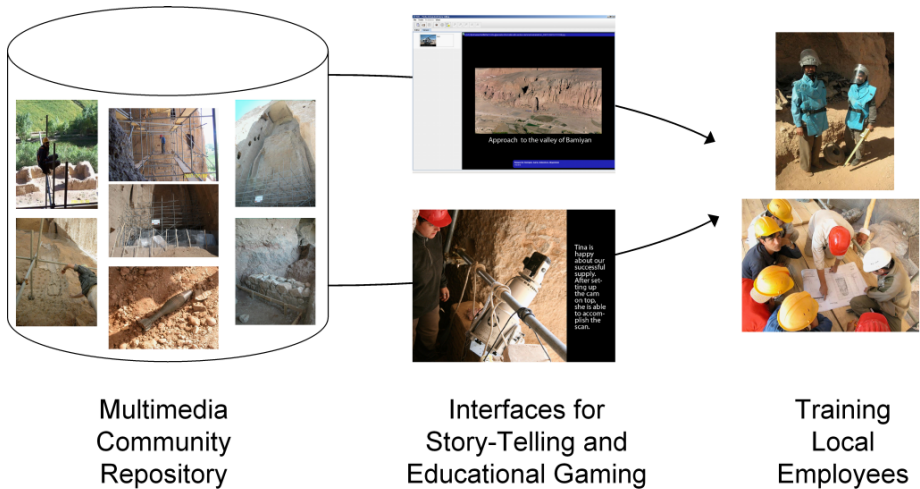 Approach to the valley of Bamiyan
Tina is
happy
about our
successful
supply.
After set-
ting up
the cam
on top,
she is able
to accom-
plish the
scan.
Multimedia
Community
Repository
Interfaces for
Story-Telling and
Educational Gaming
Training
Local
Employees